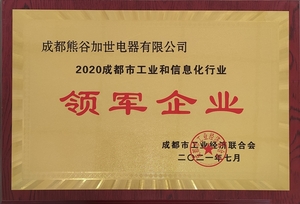 成都熊谷加世电器有限公司
2020成都市工业和信息化行业
领军企业
成都市工业经济联合会
二〇二一年七月